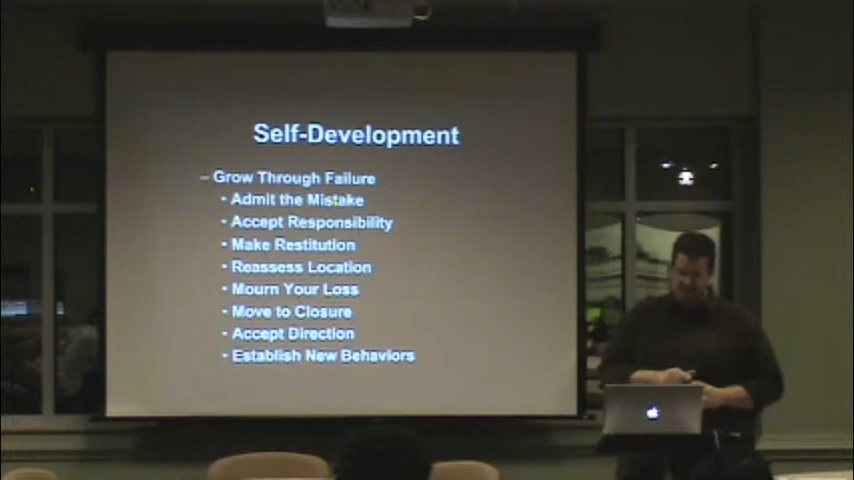 Self-Development
– Grow Through Failure
• Admit the Mistake
• Accept Responsibility
• Make Restitution
• Reassess Location
• Mourn Your Loss
• Move to Closure
• Accept Direction
• Establish New Behaviors